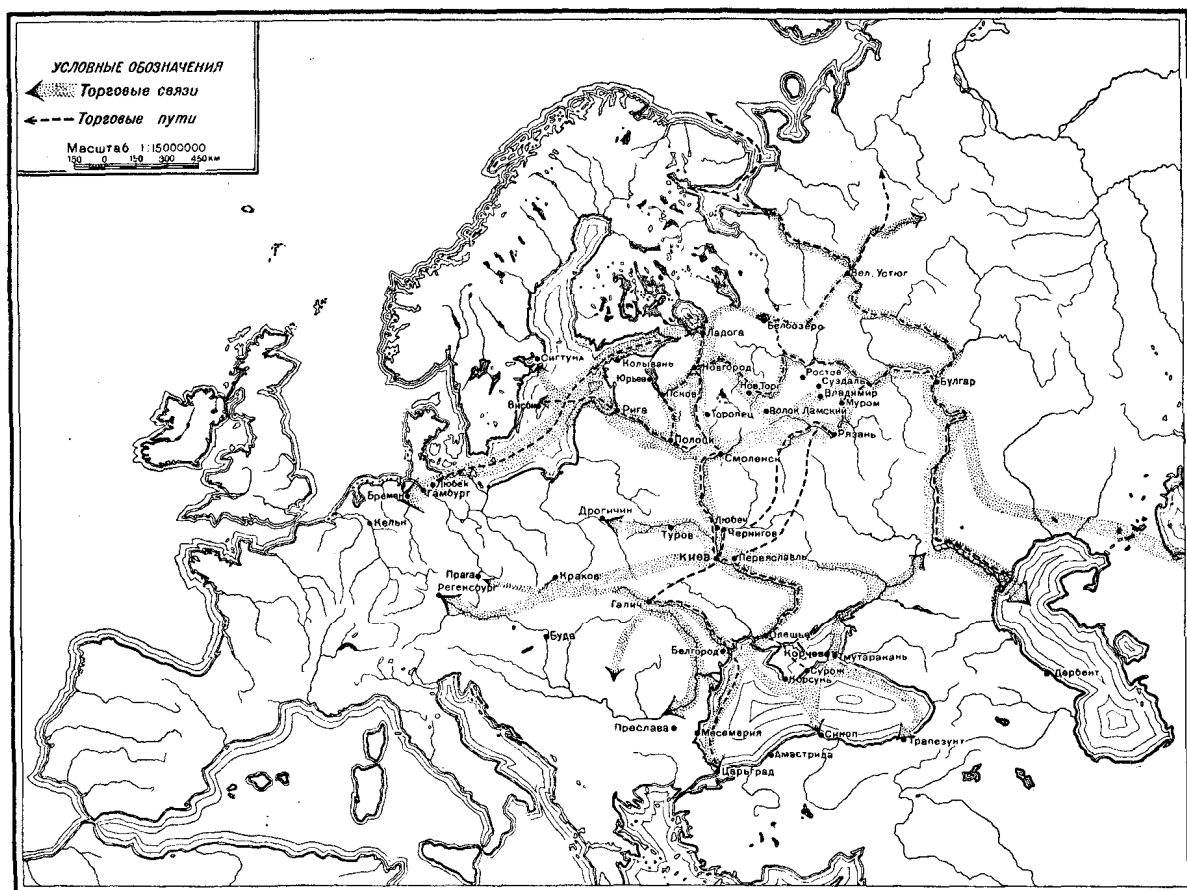 УСЛОВНЫЕ ОБОЗНАЧЕНИЯ
Торговые связи
Торговые пути
Масштаб 1:15000000
150 0 150 300 450 км
Вел. Устюг
Белоозеро
Ладога
Сигтуна
Колывань
Новгород
Юрьев
Псков
Нов. Торг
Ростов
Суздаль
Владимир
Муром
Булгар
Висби
Рига
Торопец
Волок Ламский
Рязань
Полоцк
Смоленск
Любек
Гамбург
Бремен
Кельн
Дрогичин
Туров
Любеч
Чернигов
Киев
Переяславль
Прага
Регенсбург
Краков
Галич
Буда
Олешье
Белгород
Корчев
Тмутаракань
Сурож
Корсунь
Дербент
Преслава
Месемврия
Синоп
Трапезунт
Амастрида
Царьград